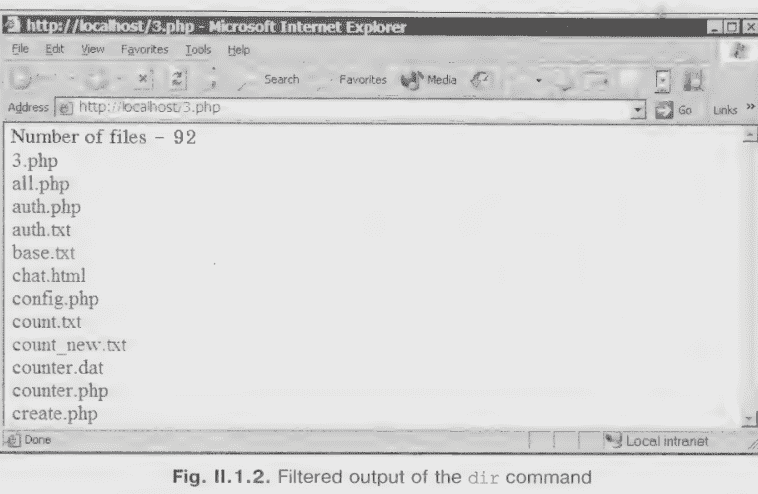 http://localhost/3.php - Microsoft Internet Explorer
File Edit View Favorites Tools Help
Search Favorites Media
Address http://localhost/3.php Go Links »
Number of files - 92
3.php
all.php
auth.php
auth.txt
base.txt
chat.html
config.php
count.txt
count_new.txt
counter.dat
counter.php
create.php
Done Local intranet
Fig. II.1.2. Filtered output of the dir command